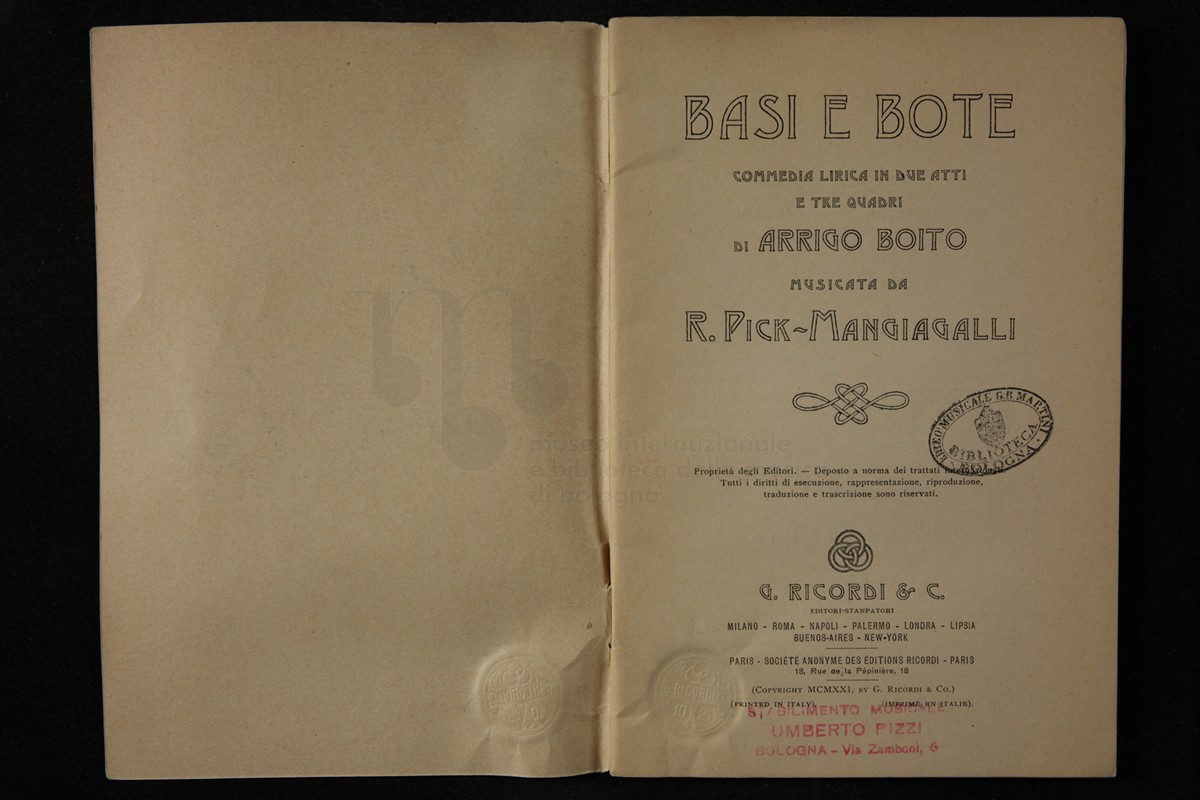 BASI E BOTE
COMMEDIA LIRICA IN DUE ATTI
E TRE QUADRI
DI ARRIGO BOITO
MUSICATA DA
R. PICK-MANGIAGALLI
MUSICALE G.B. MARTINI
BIBLIOTECA
BOLOGNA
museo internazionale
e biblioteca della
di bologna
Proprietà degli Editori. — Deposto a norma dei trattati internazionali.
Tutti i diritti di esecuzione, rappresentazione, riproduzione,
traduzione e trascrizione sono riservati.
G. RICORDI & C.
EDITORI-STAMPATORI
MILANO - ROMA - NAPOLI - PALERMO - LONDRA - LIPSIA
BUENOS-AIRES - NEW-YORK
PARIS - SOCIÉTÉ ANONYME DES ÉDITIONS RICORDI - PARIS
18, Rue de la Pépinière, 18
(COPYRIGHT MCMXXI, BY G. RICORDI & Co.)
(PRINTED IN ITALY) (IMPRIMÉ EN ITALIE).
STABILIMENTO MUSICALE
UMBERTO PIZZI
BOLOGNA - Via Zamboni, 6